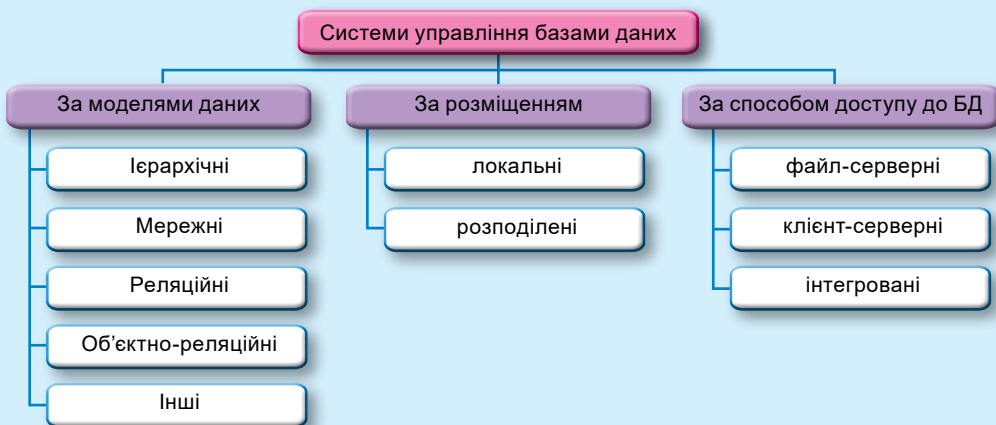 Системи управління базами даних
За моделями даних
Ієрархічні
Мережні
Реляційні
Об’єктно-реляційні
Інші
За розміщенням
локальні
розподілені
За способом доступу до БД
файл-серверні
клієнт-серверні
інтегровані